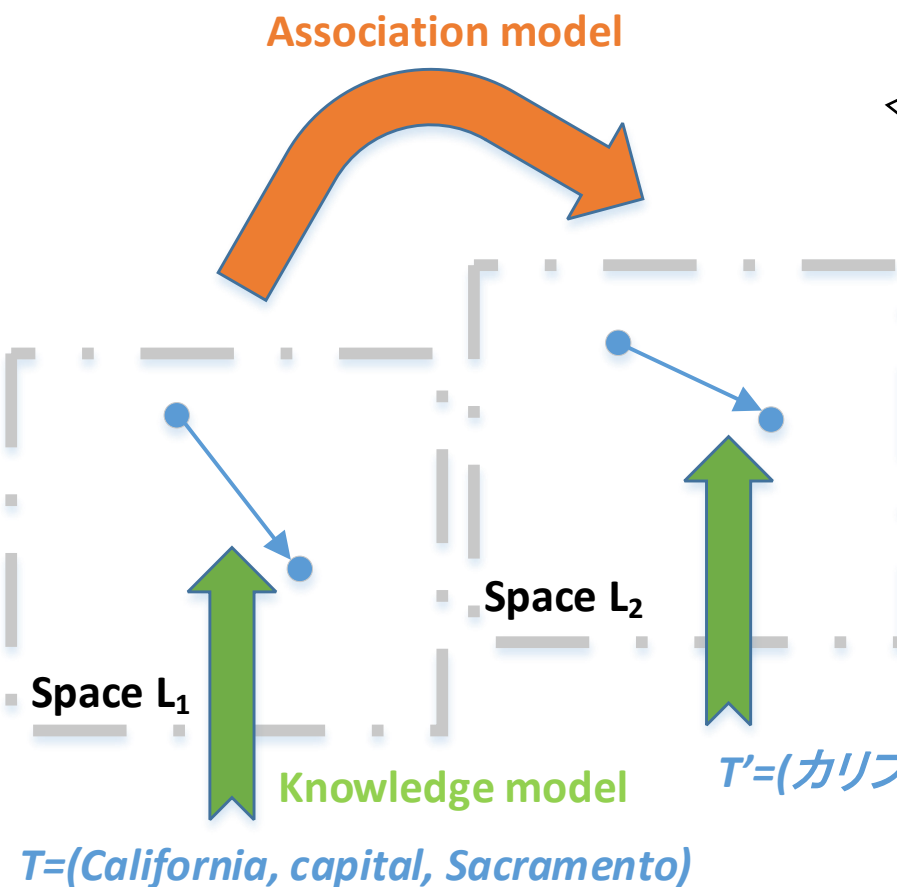 Association model
Space L₂
Space L₁
Knowledge model
T'=(カリフ
T=(California, capital, Sacramento)